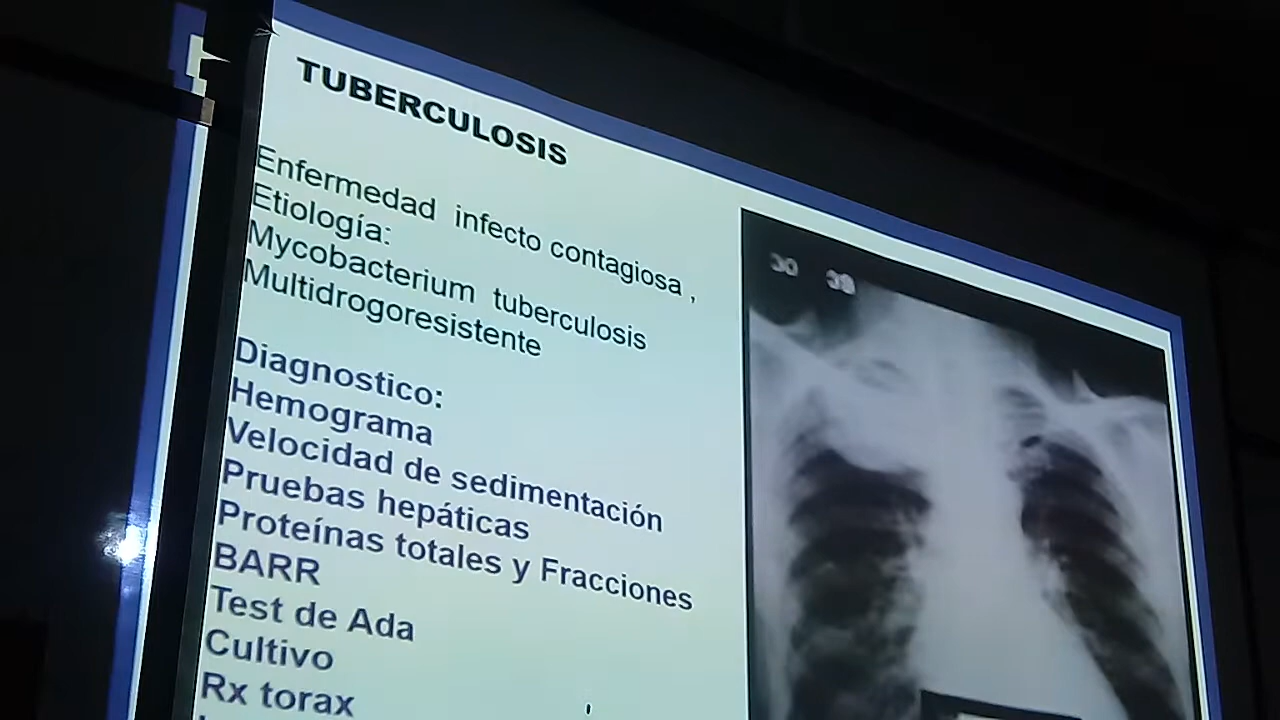 TUBERCULOSIS
Enfermedad infecto contagiosa ,
Etiología:
Mycobacterium tuberculosis
Multidrogoresistente
Diagnostico:
Hemograma
Velocidad de sedimentación
Pruebas hepáticas
Proteínas totales y Fracciones
BARR
Test de Ada
Cultivo
Rx torax